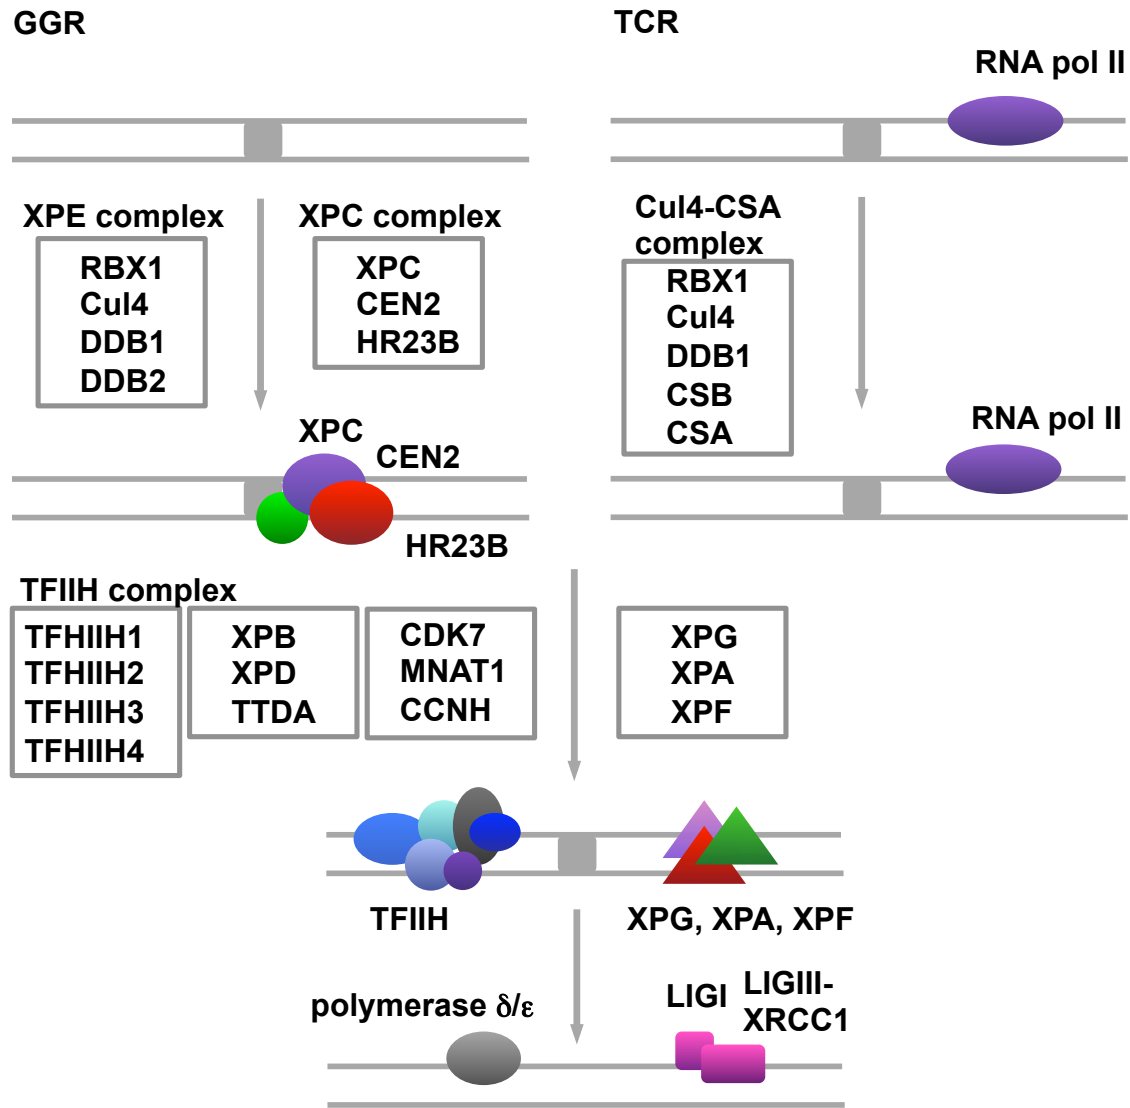 GGR
TCR
RNA pol II
XPE complex
RBX1
Cul4
DDB1
DDB2
XPC complex
XPC
CEN2
HR23B
Cul4-CSA
complex
RBX1
Cul4
DDB1
CSB
CSA
XPC
CEN2
HR23B
RNA pol II
TFIIH complex
TFHIIH1
TFHIIH2
TFHIIH3
TFHIIH4
XPB
XPD
TTDA
CDK7
MNAT1
CCNH
XPG
XPA
XPF
TFIIH
XPG, XPA, XPF
polymerase δ/ε
LIGI
LIGIII-
XRCC1